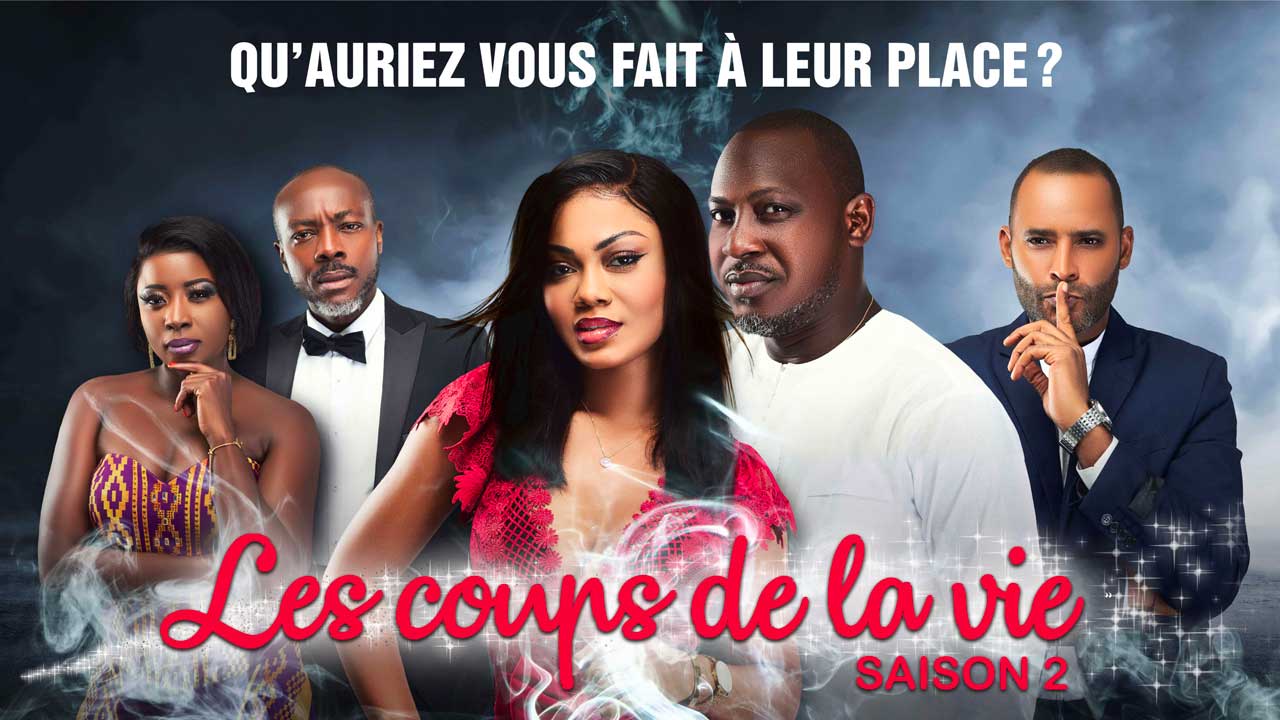 QU’AURIEZ VOUS FAIT À LEUR PLACE ?
Les coups de la vie
SAISON 2